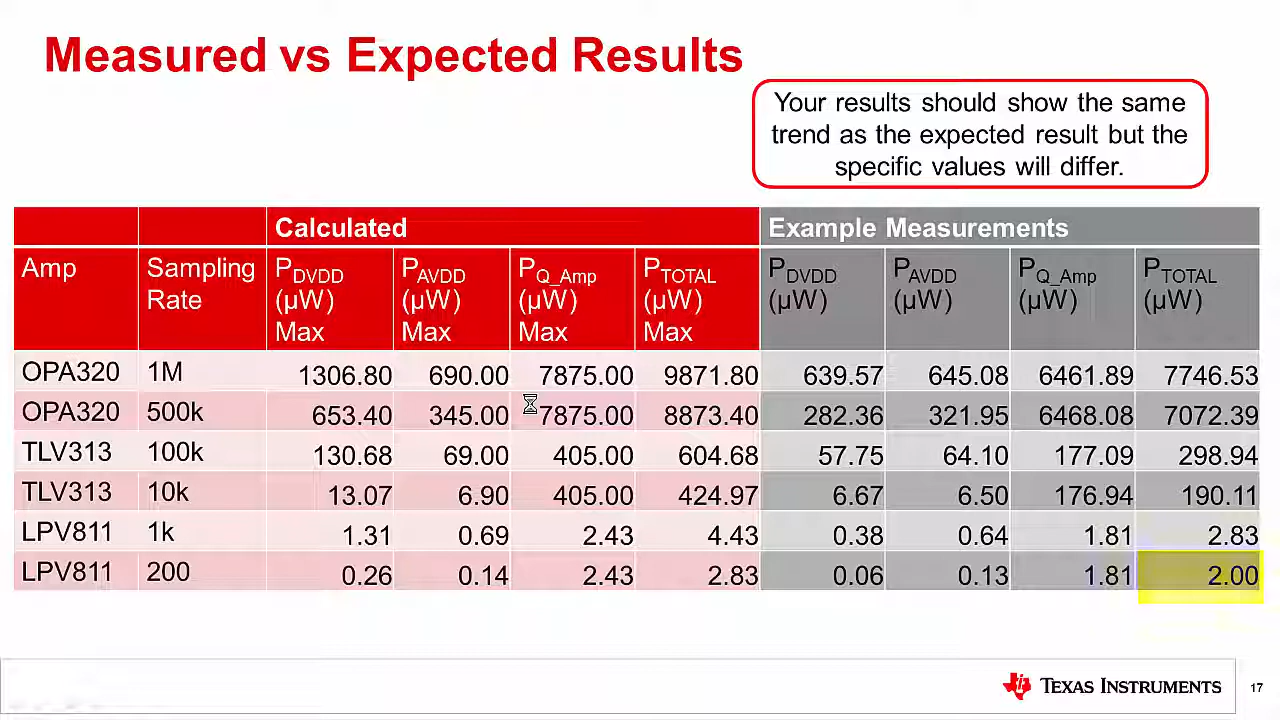 Measured vs Expected Results
Your results should show the same
trend as the expected result but the
specific values will differ.
Calculated Example Measurements
Amp Sampling Rate PDVDD (µW) Max PAVDD (µW) Max PQ_Amp (µW) Max PTOTAL (µW) Max PDVDD (µW) PAVDD (µW) PQ_Amp (µW) PTOTAL (µW)
OPA320 1M 1306.80 690.00 7875.00 9871.80 639.57 645.08 6461.89 7746.53
OPA320 500k 653.40 345.00 7875.00 8873.40 282.36 321.95 6468.08 7072.39
TLV313 100k 130.68 69.00 405.00 604.68 57.75 64.10 177.09 298.94
TLV313 10k 13.07 6.90 405.00 424.97 6.67 6.50 176.94 190.11
LPV811 1k 1.31 0.69 2.43 4.43 0.38 0.64 1.81 2.83
LPV811 200 0.26 0.14 2.43 2.83 0.06 0.13 1.81 2.00
TEXAS INSTRUMENTS 17